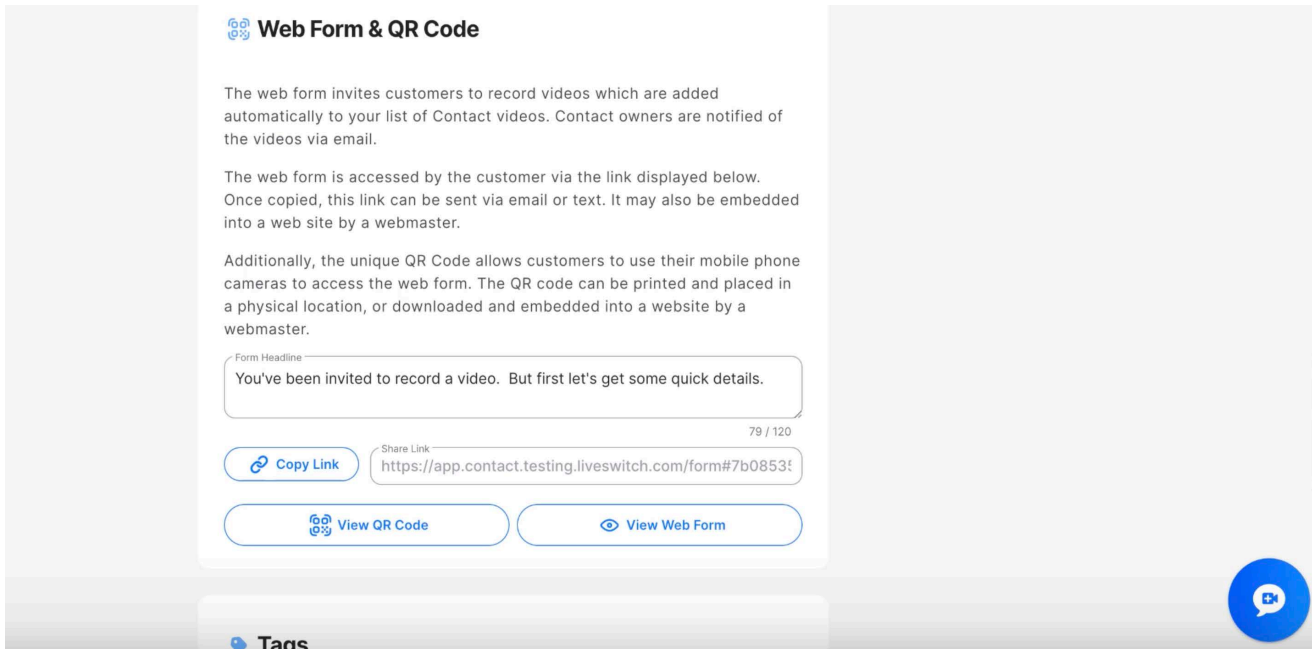 Web Form & QR Code
The web form invites customers to record videos which are added
automatically to your list of Contact videos. Contact owners are notified of
the videos via email.
The web form is accessed by the customer via the link displayed below.
Once copied, this link can be sent via email or text. It may also be embedded
into a web site by a webmaster.
Additionally, the unique QR Code allows customers to use their mobile phone
cameras to access the web form. The QR code can be printed and placed in
a physical location, or downloaded and embedded into a website by a
webmaster.
Form Headline
You've been invited to record a video.  But first let's get some quick details.
79 / 120
Copy Link
Share Link
https://app.contact.testing.liveswitch.com/form#7b08535
View QR Code
View Web Form
Tags